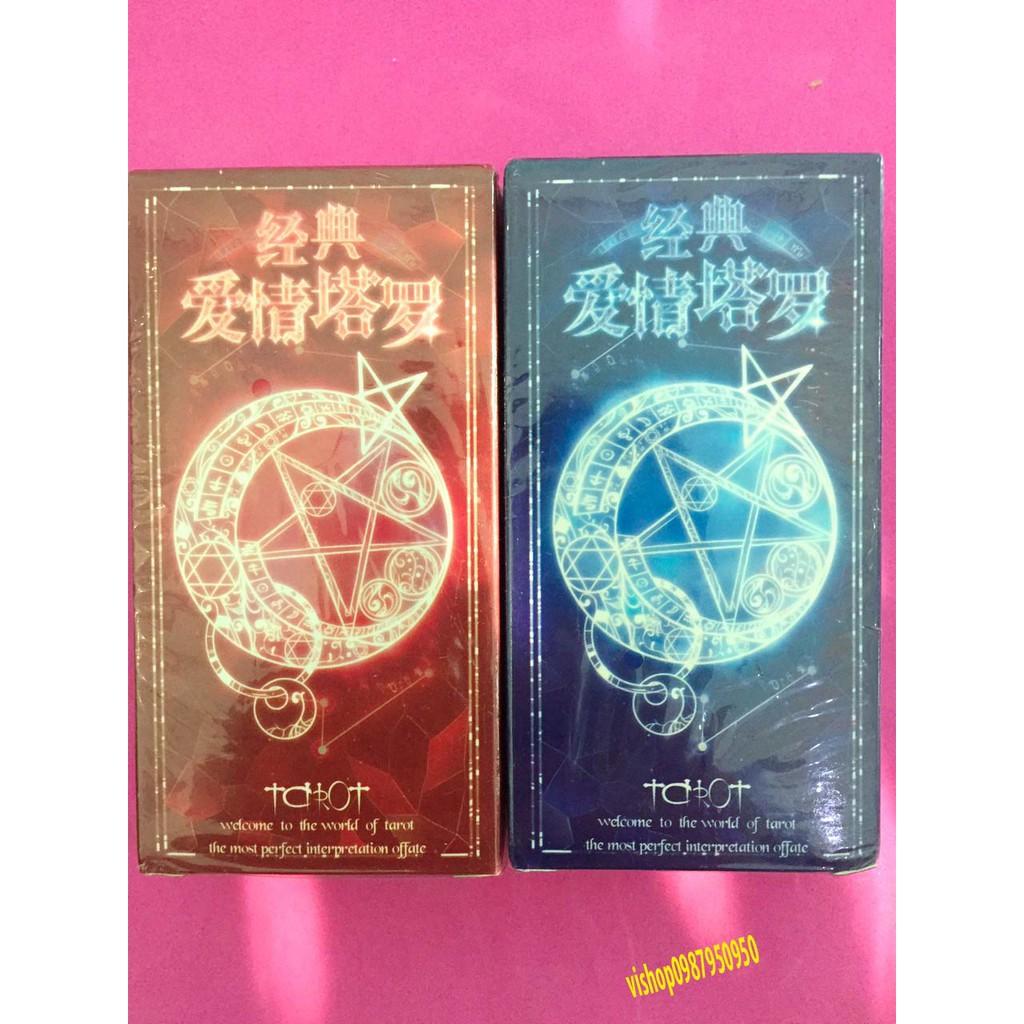 经典
爱情塔罗
tarot
welcome to the world of tarot
the most perfect interpretation offate
经典
爱情塔罗
tarot
welcome to the world of tarot
the most perfect interpretation offate
vishop0987950950